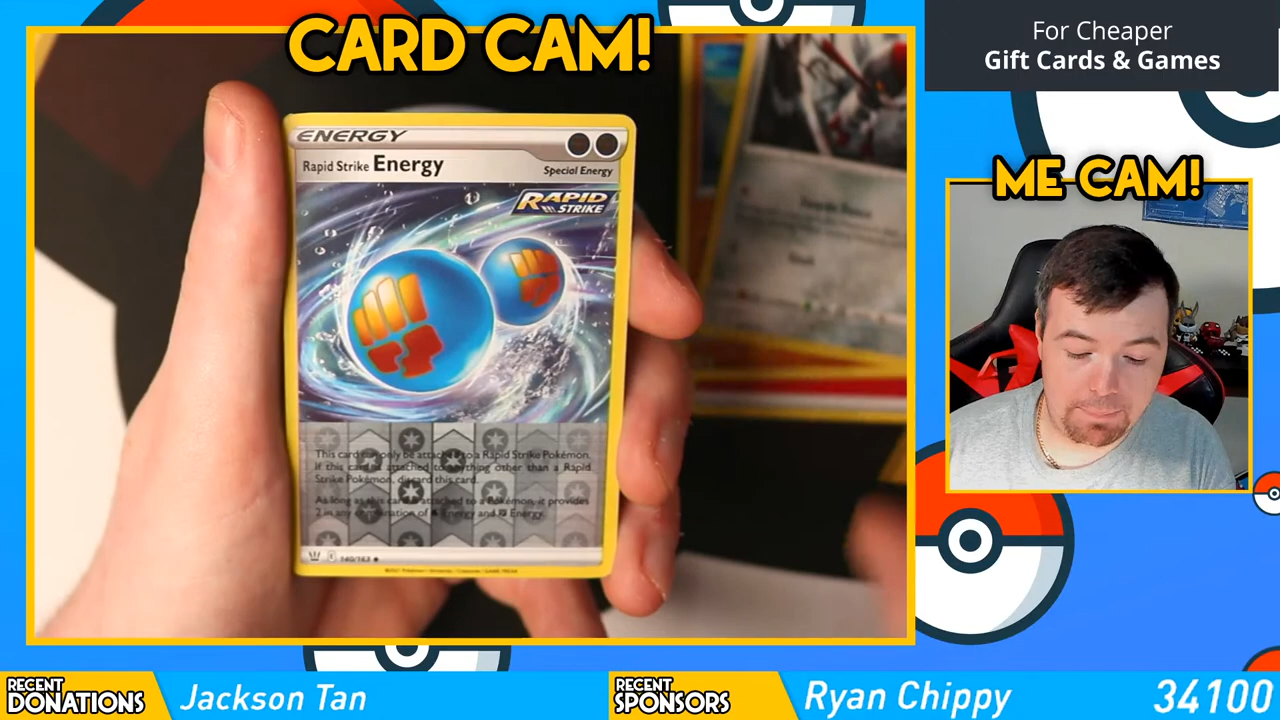 CARD CAM!
For Cheaper
Gift Cards & Games
ME CAM!
ENERGY
Rapid Strike Energy
Special Energy
RAPID
STRIKE
This card can only be attached to a Rapid Strike Pokémon.
If this card is attached to anything other than a Rapid
Strike Pokémon, discard this card.
As long as this card is attached to a Pokémon, it provides
2 in any combination of Energy and Energy.
140/163
RECENT
DONATIONS
Jackson Tan
RECENT
SPONSORS
Ryan Chippy
34100